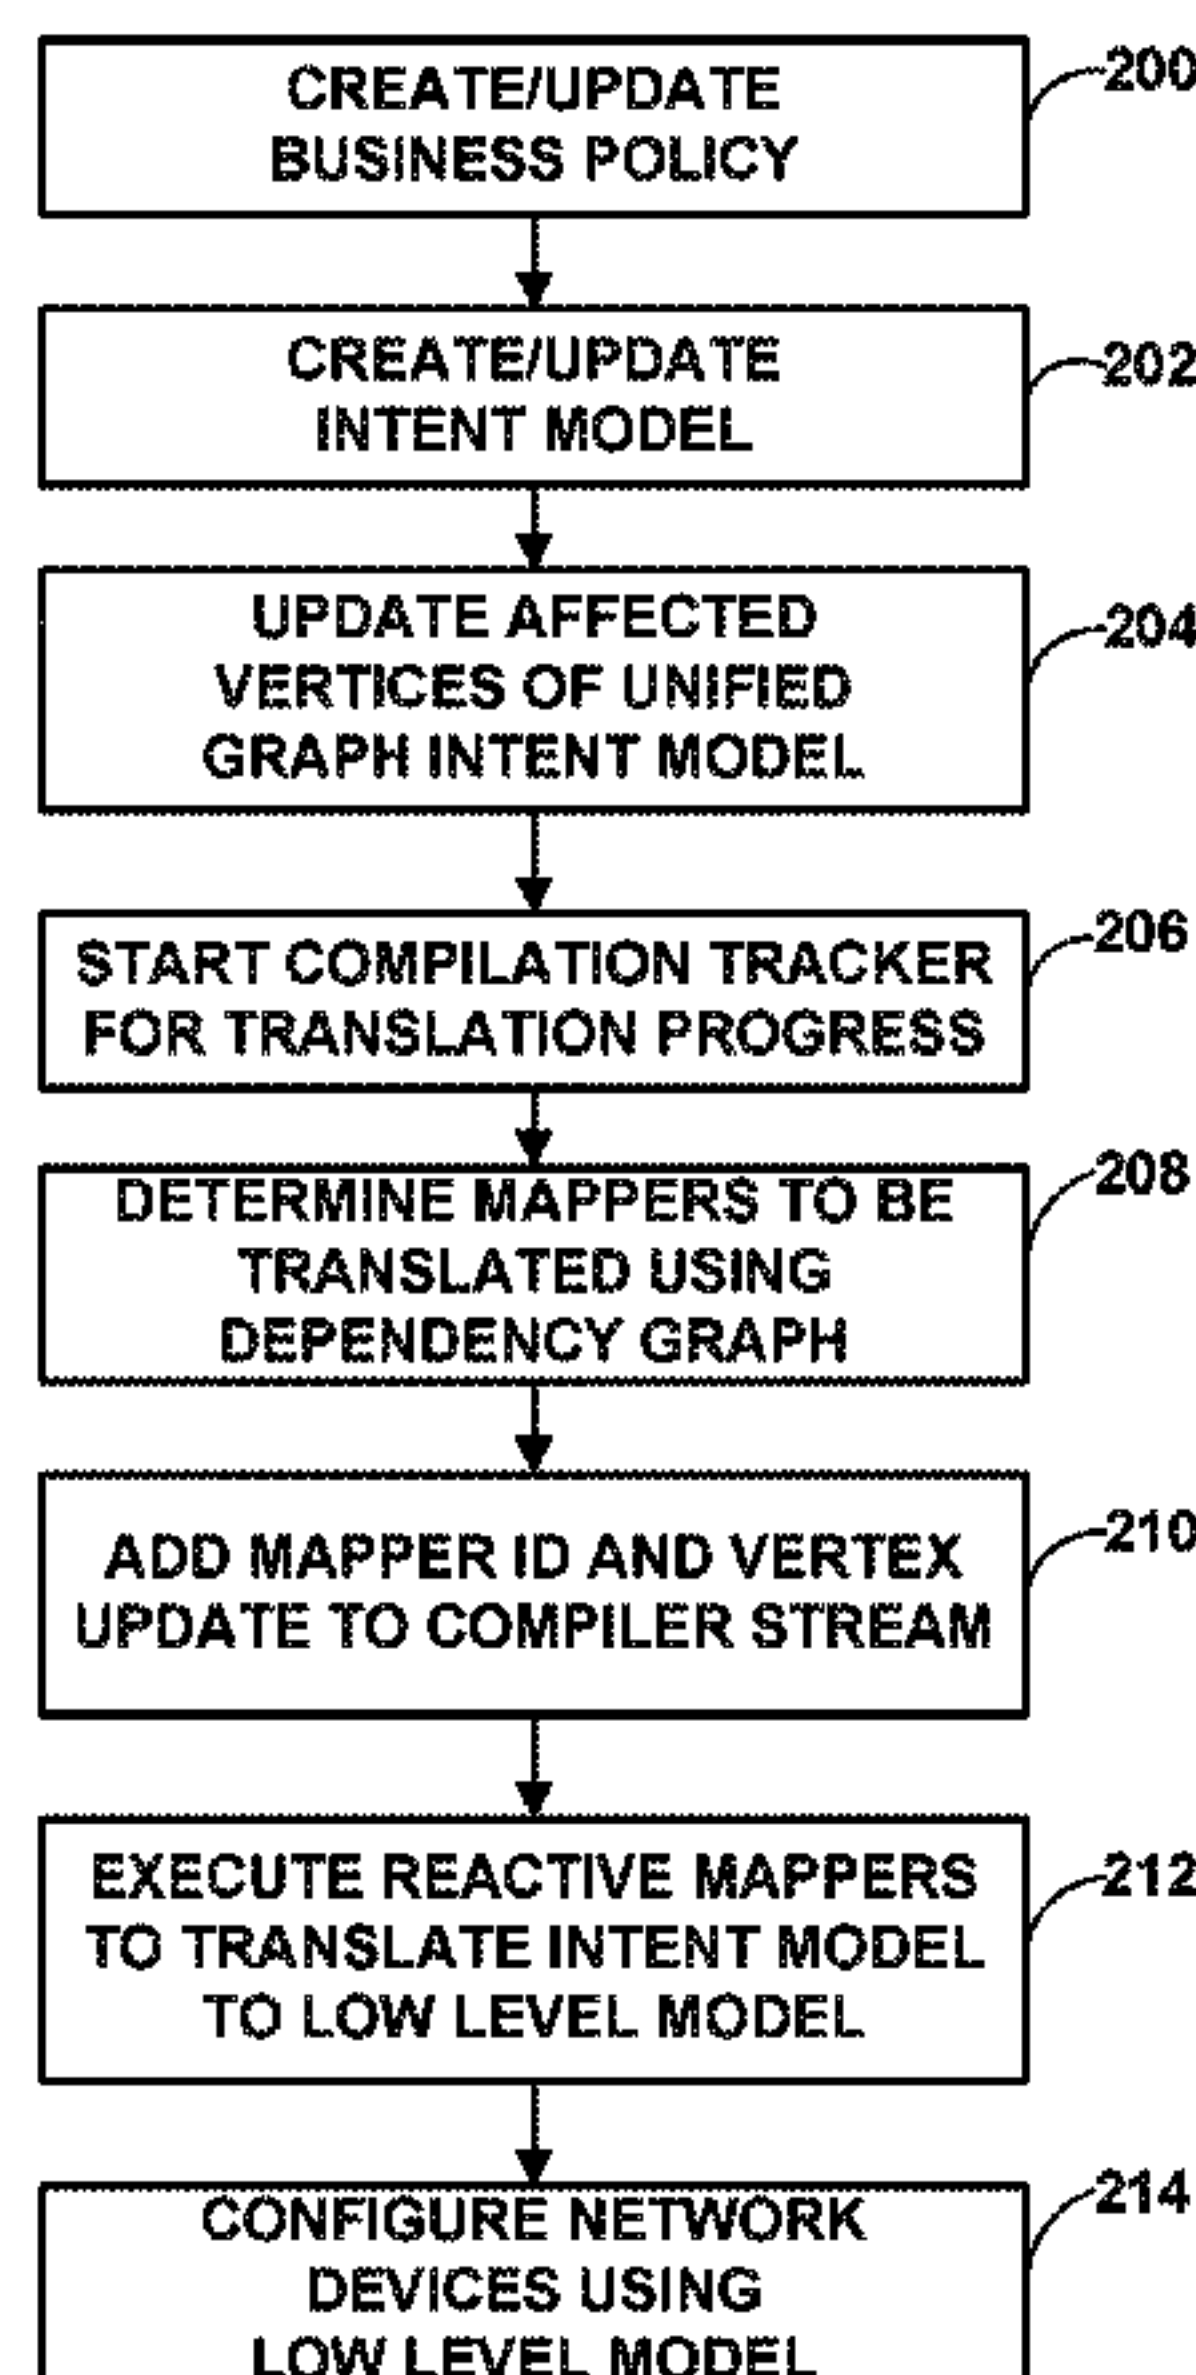 CREATE/UPDATE
BUSINESS POLICY
200
CREATE/UPDATE
INTENT MODEL
202
UPDATE AFFECTED
VERTICES OF UNIFIED
GRAPH INTENT MODEL
204
START COMPILATION TRACKER
FOR TRANSLATION PROGRESS
206
DETERMINE MAPPERS TO BE
TRANSLATED USING
DEPENDENCY GRAPH
208
ADD MAPPER ID AND VERTEX
UPDATE TO COMPILER STREAM
210
EXECUTE REACTIVE MAPPERS
TO TRANSLATE INTENT MODEL
TO LOW LEVEL MODEL
212
CONFIGURE NETWORK
DEVICES USING
LOW LEVEL MODEL
214